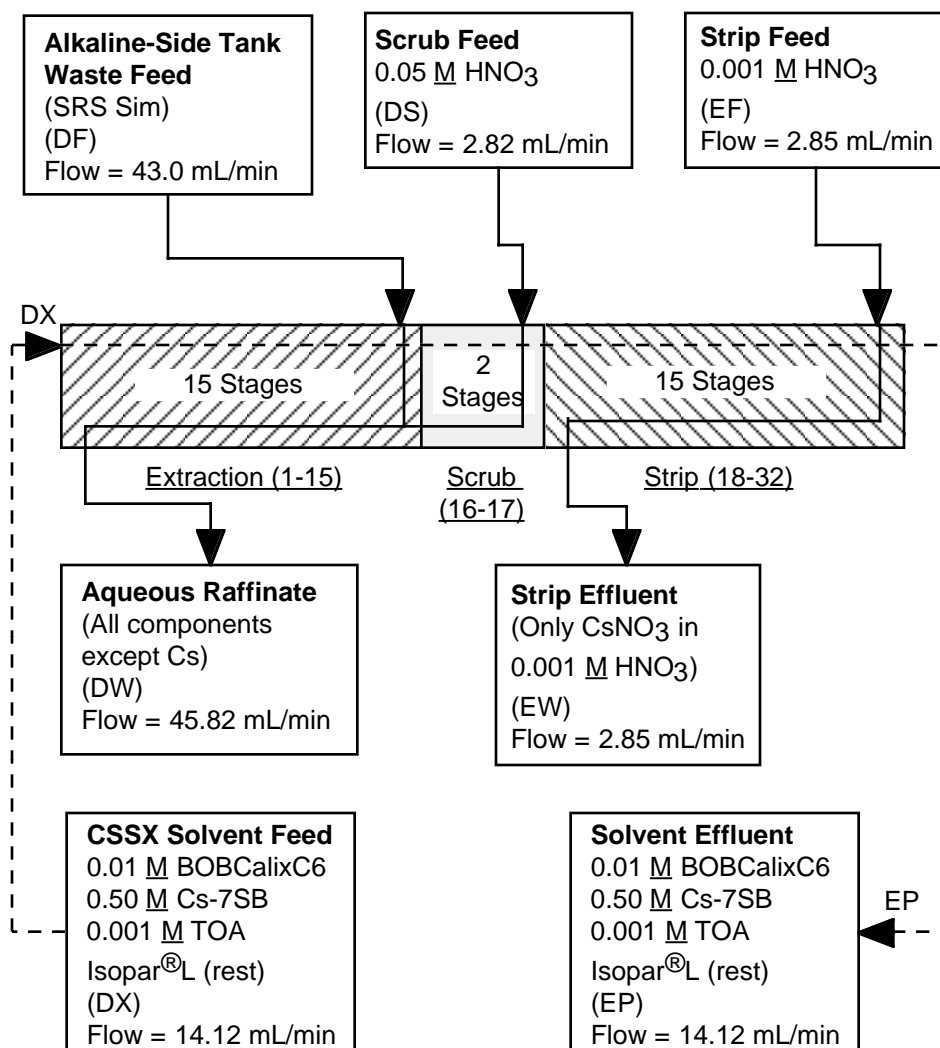 Alkaline-Side Tank
Waste Feed
(SRS Sim)
(DF)
Flow = 43.0 mL/min
Scrub Feed
0.05 M HNO3
(DS)
Flow = 2.82 mL/min
Strip Feed
0.001 M HNO3
(EF)
Flow = 2.85 mL/min
DX
15 Stages
2
Stages
15 Stages
Extraction (1-15)
Scrub
(16-17)
Strip (18-32)
Aqueous Raffinate
(All components
except Cs)
(DW)
Flow = 45.82 mL/min
Strip Effluent
(Only CsNO3 in
0.001 M HNO3)
(EW)
Flow = 2.85 mL/min
CSSX Solvent Feed
0.01 M BOBCalixC6
0.50 M Cs-7SB
0.001 M TOA
Isopar®L (rest)
(DX)
Flow = 14.12 mL/min
Solvent Effluent
0.01 M BOBCalixC6
0.50 M Cs-7SB
0.001 M TOA
Isopar®L (rest)
(EP)
Flow = 14.12 mL/min
EP